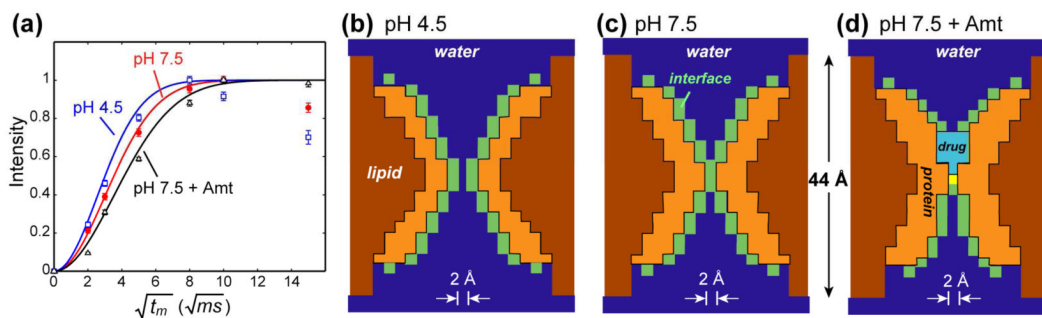 (a)
Intensity
1
0.8
0.6
0.4
0.2
0
0 2 4 6 8 10 12 14
√tm (√ms)
pH 7.5
pH 4.5
pH 7.5 + Amt
(b) pH 4.5
water
lipid
2 Å
(c) pH 7.5
water
interface
2 Å
(d) pH 7.5 + Amt
water
drug
protein
44 Å
2 Å